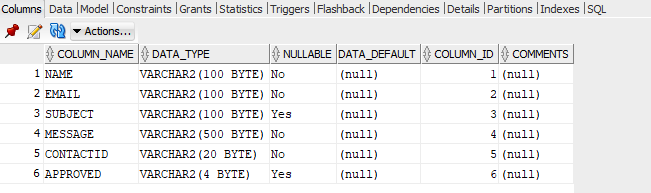 Columns Data Model Constraints Grants Statistics Triggers Flashback Dependencies Details Partitions Indexes SQL
Actions...
COLUMN_NAME DATA_TYPE NULLABLE DATA_DEFAULT COLUMN_ID COMMENTS
1 NAME VARCHAR2(100 BYTE) No (null) 1 (null)
2 EMAIL VARCHAR2(100 BYTE) No (null) 2 (null)
3 SUBJECT VARCHAR2(100 BYTE) Yes (null) 3 (null)
4 MESSAGE VARCHAR2(500 BYTE) No (null) 4 (null)
5 CONTACTID VARCHAR2(20 BYTE) No (null) 5 (null)
6 APPROVED VARCHAR2(4 BYTE) Yes (null) 6 (null)